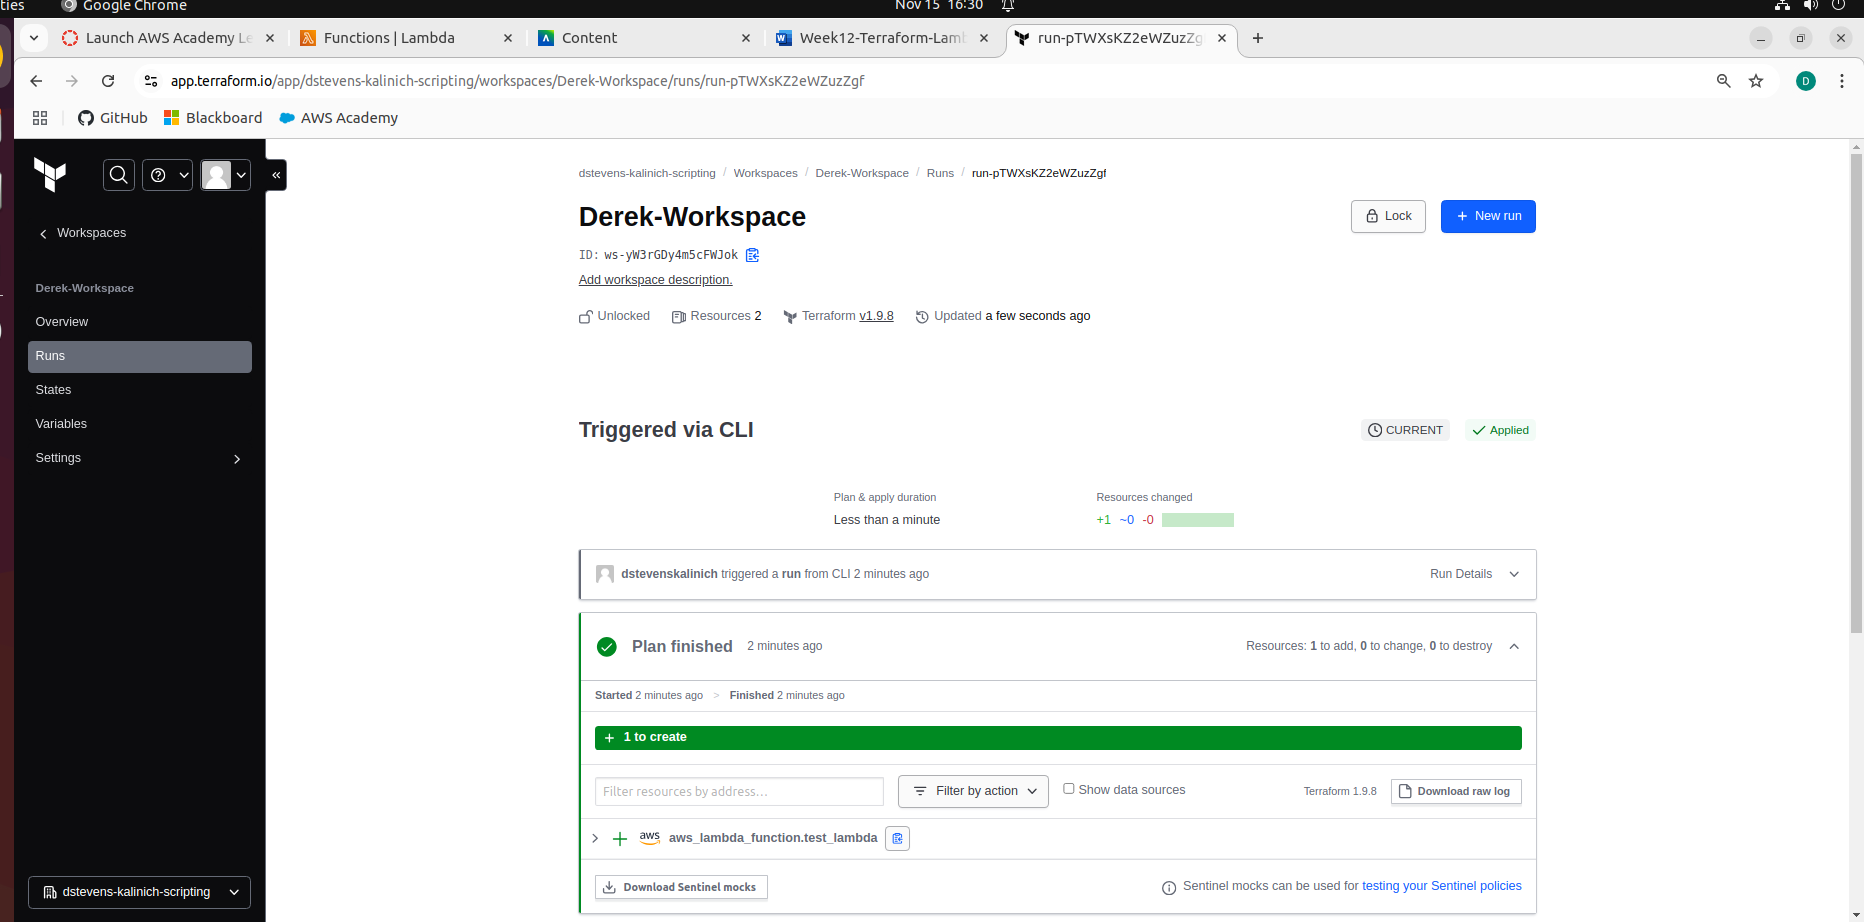 ties Google Chrome Nov 15 16:30
Launch AWS Academy Le Functions | Lambda Content Week12-Terraform-Lamb run-pTWXsKZ2eWZuzZg
app.terraform.io/app/dstevens-kalinich-scripting/workspaces/Derek-Workspace/runs/run-pTWXsKZ2eWZuzZgf D
GitHub Blackboard AWS Academy
dstevens-kalinich-scripting / Workspaces / Derek-Workspace / Runs / run-pTWXsKZ2eWZuzZgf
Workspaces
Derek-Workspace
Overview
Runs
States
Variables
Settings
dstevens-kalinich-scripting
Derek-Workspace
Lock
+ New run
ID: ws-yW3rGDy4m5cFWJok
Add workspace description.
Unlocked Resources 2 Terraform v1.9.8 Updated a few seconds ago
Triggered via CLI CURRENT Applied
Plan & apply duration Resources changed
Less than a minute +1 ~0 -0
dstevenskalinich triggered a run from CLI 2 minutes ago Run Details
Plan finished 2 minutes ago Resources: 1 to add, 0 to change, 0 to destroy
Started 2 minutes ago > Finished 2 minutes ago
+ 1 to create
Filter resources by address... Filter by action Show data sources Terraform 1.9.8 Download raw log
+ aws aws_lambda_function.test_lambda
Download Sentinel mocks Sentinel mocks can be used for testing your Sentinel policies